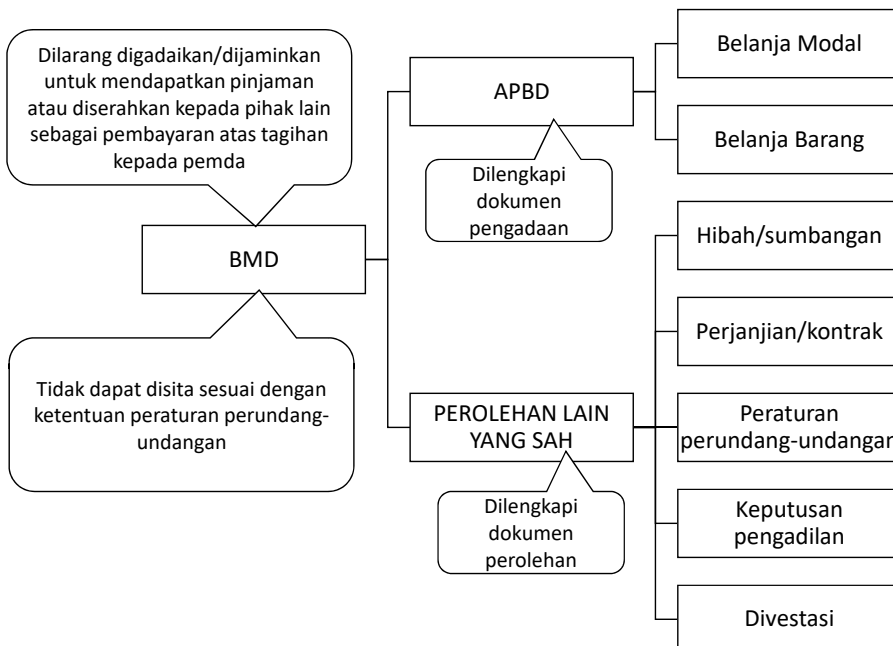 Dilarang digadaikan/dijaminkan
untuk mendapatkan pinjaman
atau diserahkan kepada pihak lain
sebagai pembayaran atas tagihan
kepada pemda
BMD
Tidak dapat disita sesuai dengan
ketentuan peraturan perundang-
undangan
APBD
Dilengkapi
dokumen
pengadaan
PEROLEHAN LAIN
YANG SAH
Dilengkapi
dokumen
perolehan
Belanja Modal
Belanja Barang
Hibah/sumbangan
Perjanjian/kontrak
Peraturan
perundang-undangan
Keputusan
pengadilan
Divestasi